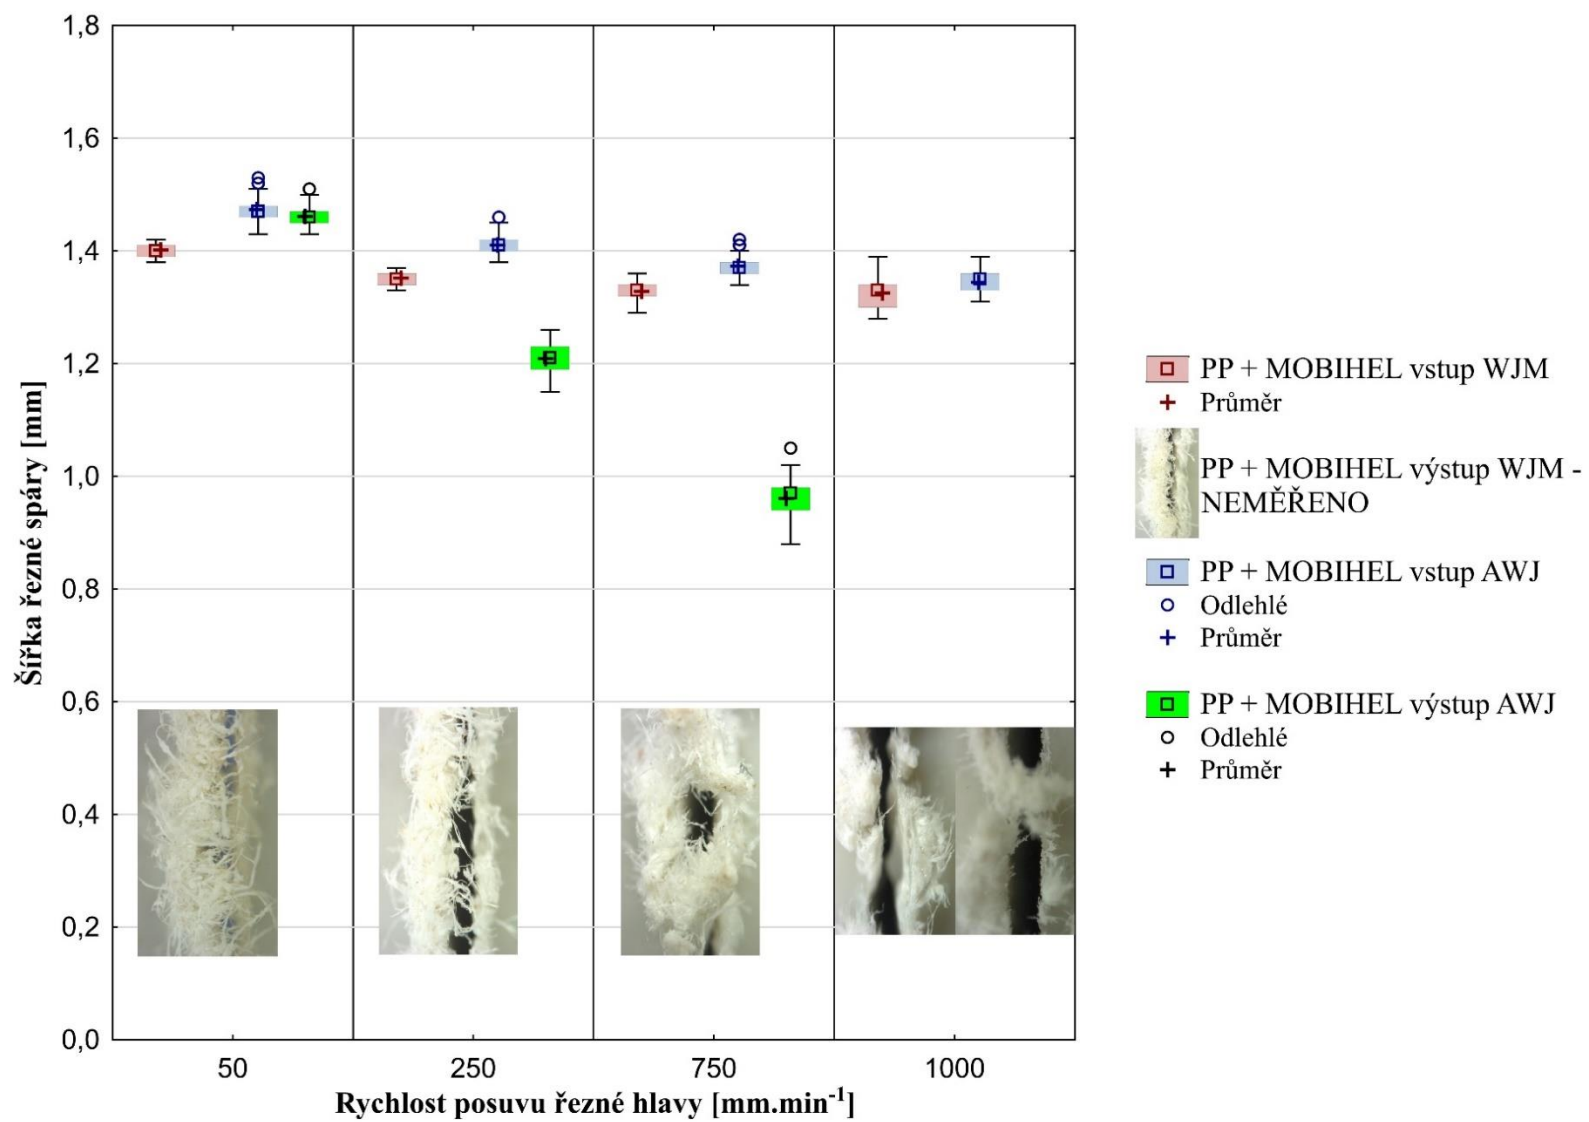 1,8
1,6
1,4
1,2
1,0
0,8
0,6
0,4
0,2
0,0
Šířka řezné spáry [mm]
50 250 750 1000
Rychlost posuvu řezné hlavy [mm.min⁻¹]
PP + MOBIHEL vstup WJM
Průměr
PP + MOBIHEL výstup WJM -
NEMĚŘENO
PP + MOBIHEL vstup AWJ
Odlehlé
Průměr
PP + MOBIHEL výstup AWJ
Odlehlé
Průměr